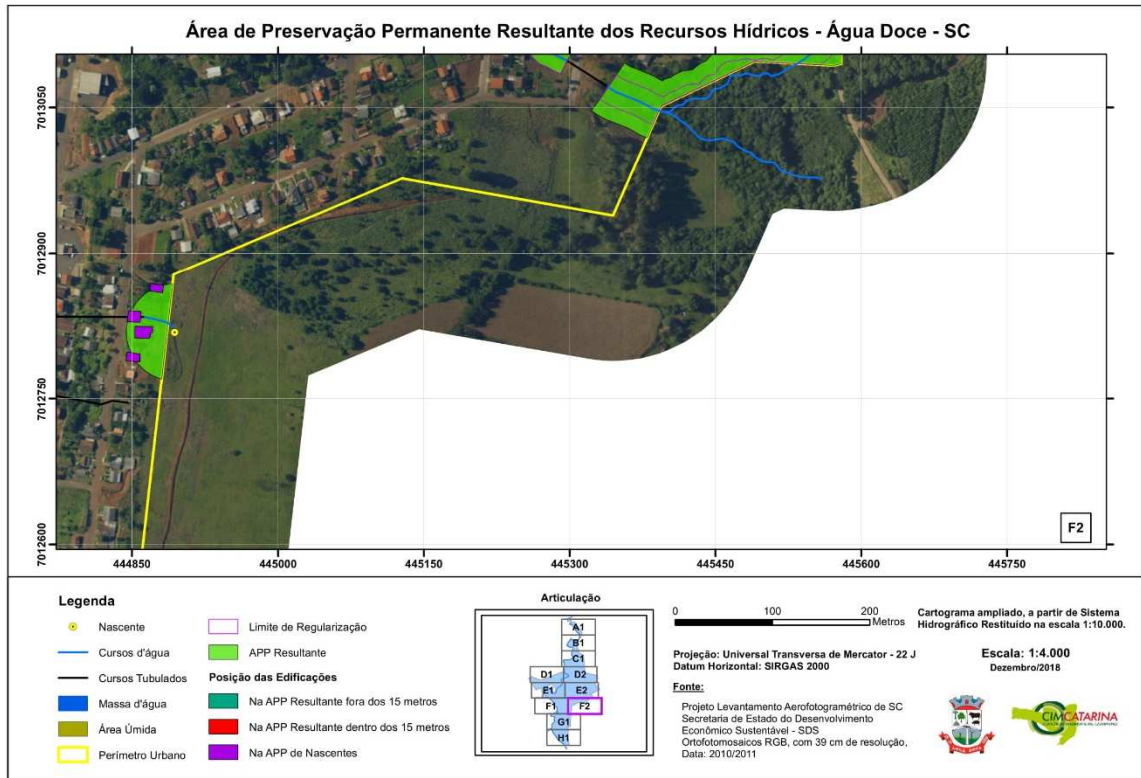 Área de Preservação Permanente Resultante dos Recursos Hídricos - Água Doce - SC
7013050
7012900
7012750
7012600
F2
444850
445000
445150
445300
445450
445600
445750
Legenda
Nascente
Cursos d'água
Cursos Tubulados
Massa d'água
Área Úmida
Perímetro Urbano
Limite de Regularização
APP Resultante
Posição das Edificações
Na APP Resultante fora dos 15 metros
Na APP Resultante dentro dos 15 metros
Na APP de Nascentes
Articulação
A1
B1
C1
D1
D2
E1
E2
F1
F2
G1
H1
0
100
200
Metros
Projeção: Universal Transversa de Mercator - 22 J
Datum Horizontal: SIRGAS 2000
Fonte:
Projeto Levantamento Aerofotogramétrico de SC
Secretaria de Estado do Desenvolvimento
Econômico Sustentável - SDS
Ortofotomosaicos RGB, com 39 cm de resolução,
Data: 2010/2011
Cartograma ampliado, a partir de Sistema
Hidrográfico Restituído na escala 1:10.000.
Escala: 1:4.000
Dezembro/2018
CIMCATARINA